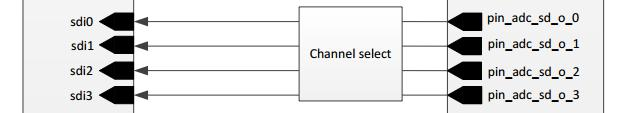 sdi0 pin_adc_sd_o_0
sdi1 pin_adc_sd_o_1
Channel select
sdi2 pin_adc_sd_o_2
sdi3 pin_adc_sd_o_3